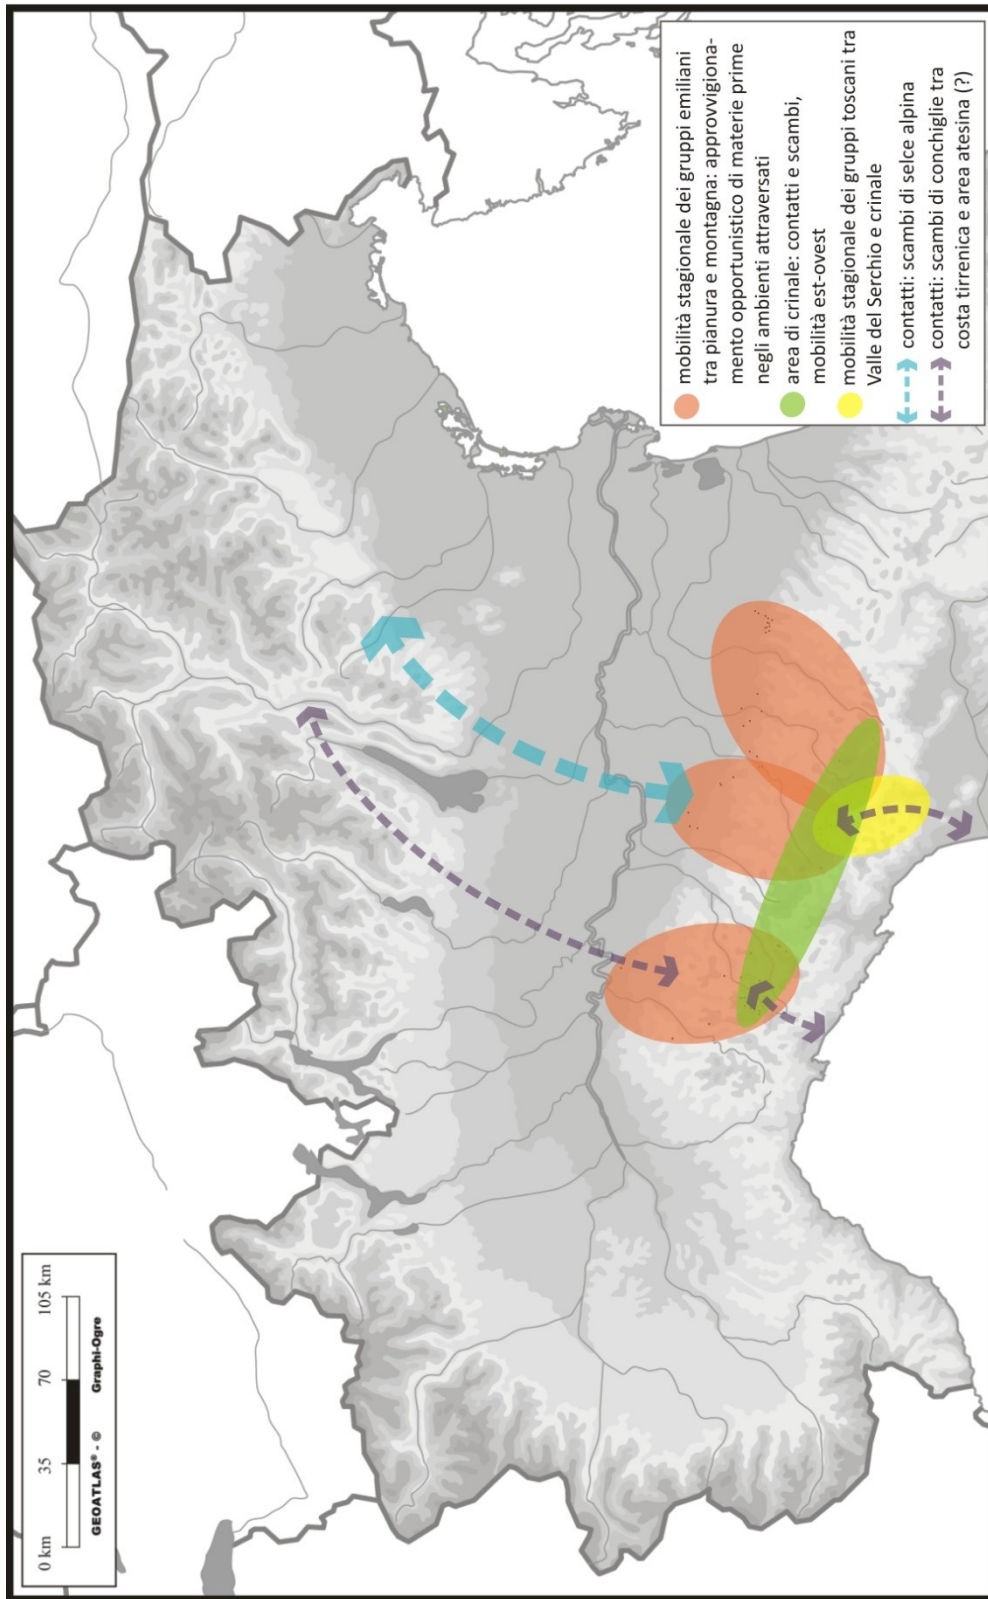 mobilità stagionale dei gruppi emiliani
tra pianura e montagna: approvvigiona-
mento opportunistico di materie prime
negli ambienti attraversati
area di crinale: contatti e scambi,
mobilità est-ovest
mobilità stagionale dei gruppi toscani tra
Valle del Serchio e crinale
contatti: scambi di selce alpina
contatti: scambi di conchiglie tra
costa tirrenica e area atesina (?)
0 km 35 70 105 km
GEOATLAS® - © Graphi-Ogre